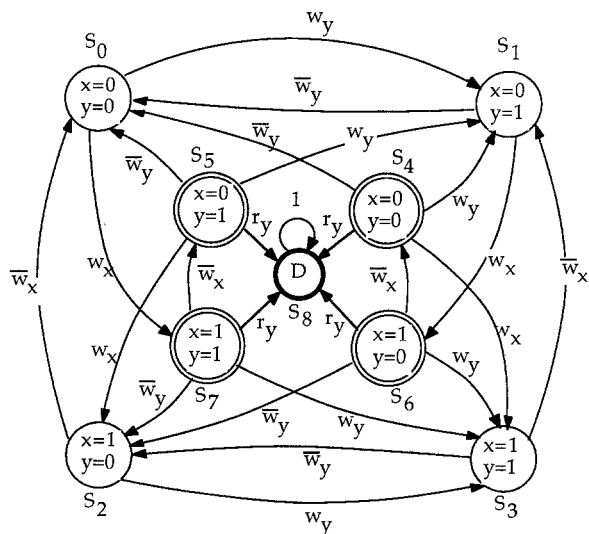 w_y
S_0
S_1
x=0
y=0
x=0
y=1
w̅_y
w̅_y
w_y
w̅_y
S_5
S_4
x=0
y=1
1
x=0
y=0
w_y
r_y
r_y
D
w̅_x
w_x
w̅_x
w̅_x
w_x
w̅_x
S_8
r_y
r_y
x=1
y=1
x=1
y=0
w_x
w_x
S_7
S_6
w_y
w̅_y
w̅_y
w_y
x=1
y=0
x=1
y=1
w̅_y
S_2
S_3
w_y